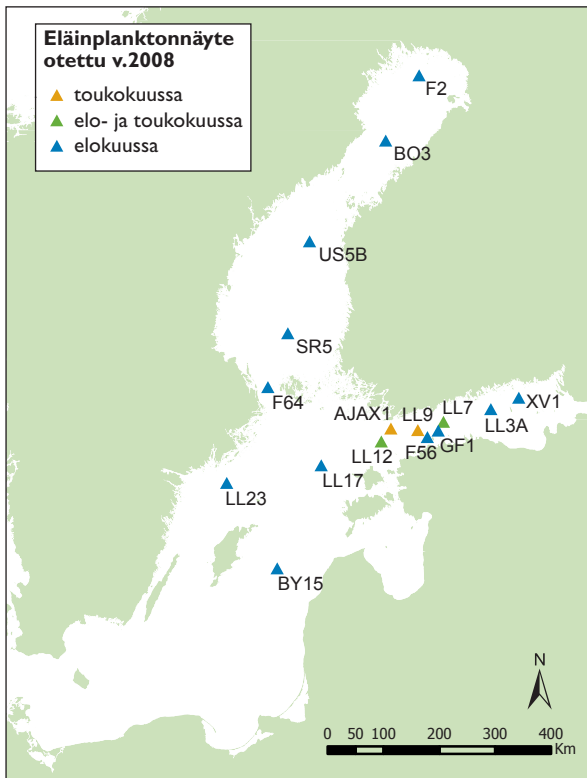 Eläinplanktonnäyte
otettu v.2008
toukokuussa
elo- ja toukokuussa
elokuussa
F2
BO3
US5B
SR5
F64
XV1
LL7
AJAX1
LL9
LL3A
GF1
F56
LL12
LL17
LL23
BY15
N
0 100 200 300 400
Km